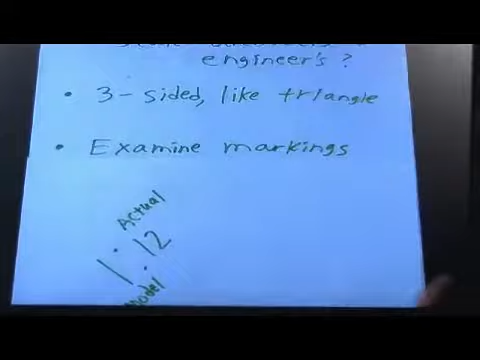 engineer's ?
• 3-sided, like triangle
• Examine markings
Actual
1 : 12
Model